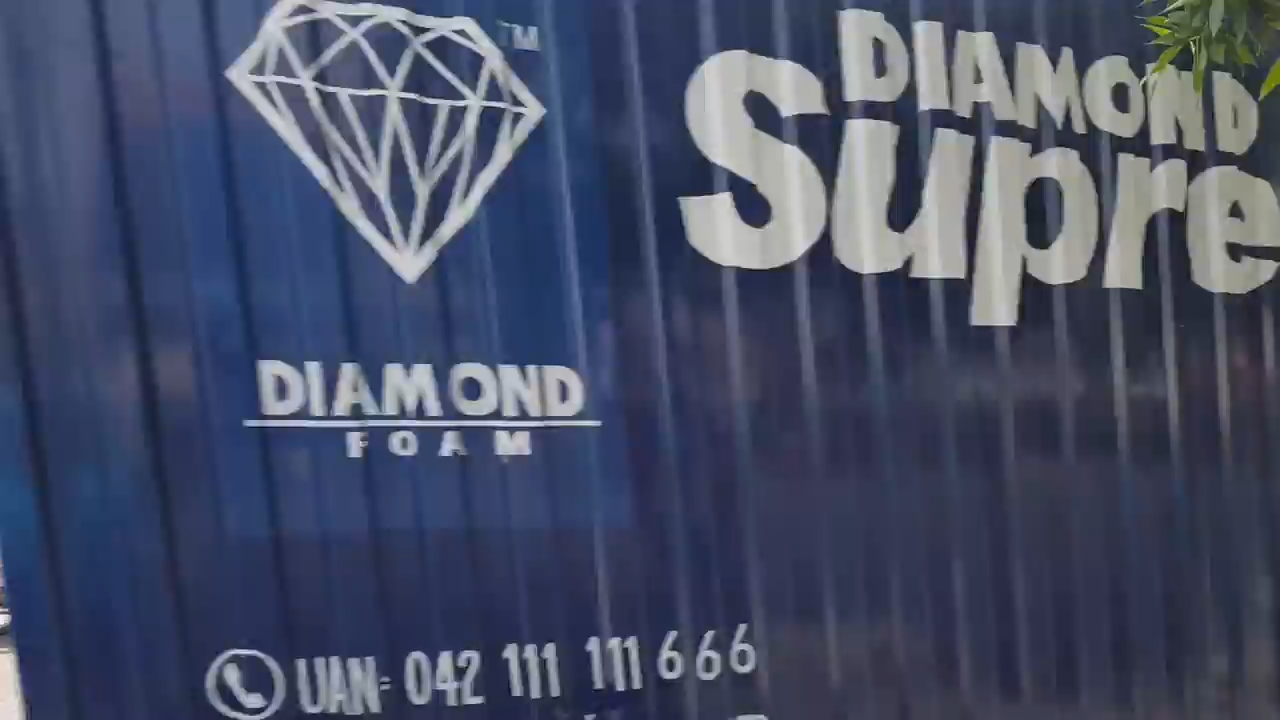 TM
DIAMOND
Supre
DIAMOND
FOAM
UAN: 042 111 111 666